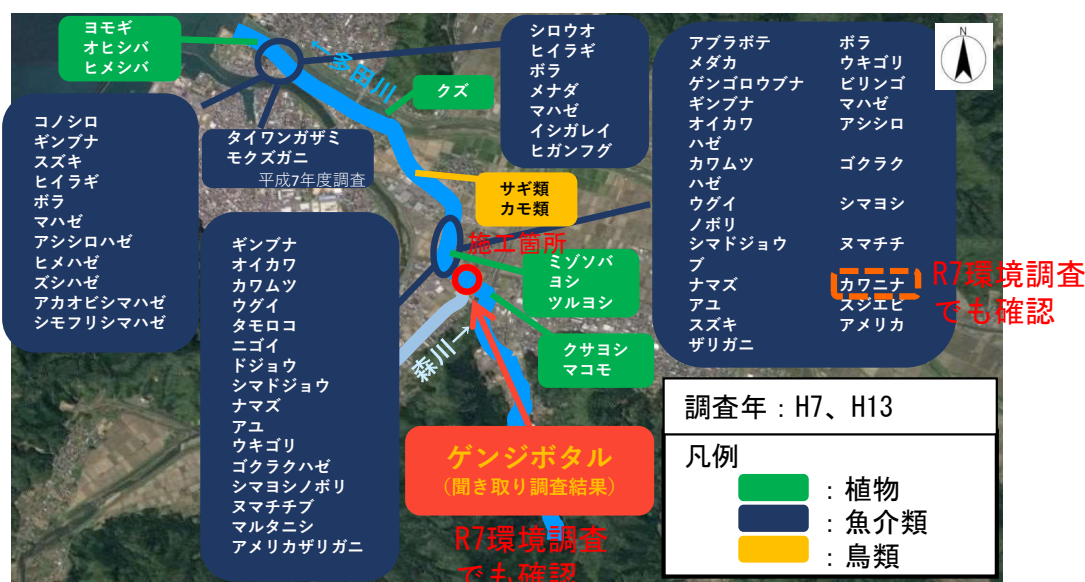 ヨモギ
オヒシバ
ヒメシバ
←多田川
クズ
シロウオ
ヒイラギ
ボラ
メナダ
マハゼ
イシガレイ
ヒガンフグ
アブラボテ　ボラ
メダカ　ウキゴリ
ゲンゴロウブナ　ビリンゴ
ギンブナ　マハゼ
オイカワ　アシシロ
ハゼ
カワムツ　ゴクラク
ハゼ
ウグイ　シマヨシ
ノボリ
シマドジョウ　ヌマチチ
ブ
ナマズ　カワニナ
アユ　スジエビ
スズキ　アメリカ
ザリガニ
N
コノシロ
ギンブナ
スズキ
ヒイラギ
ボラ
マハゼ
アシシロハゼ
ヒメハゼ
ズシハゼ
アカオビシマハゼ
シモフリシマハゼ
タイワンガザミ
モクズガニ
平成7年度調査
サギ類
カモ類
施工箇所
ミゾソバ
ヨシ
ツルヨシ
クサヨシ
マコモ
森川→
R7環境調査
でも確認
ギンブナ
オイカワ
カワムツ
ウグイ
タモロコ
ニゴイ
ドジョウ
シマドジョウ
ナマズ
アユ
ウキゴリ
ゴクラクハゼ
シマヨシノボリ
ヌマチチブ
マルタニシ
アメリカザリガニ
ゲンジボタル
（聞き取り調査結果）
R7環境調査
でも確認
調査年：H7、H13
凡例
：植物
：魚介類
：鳥類